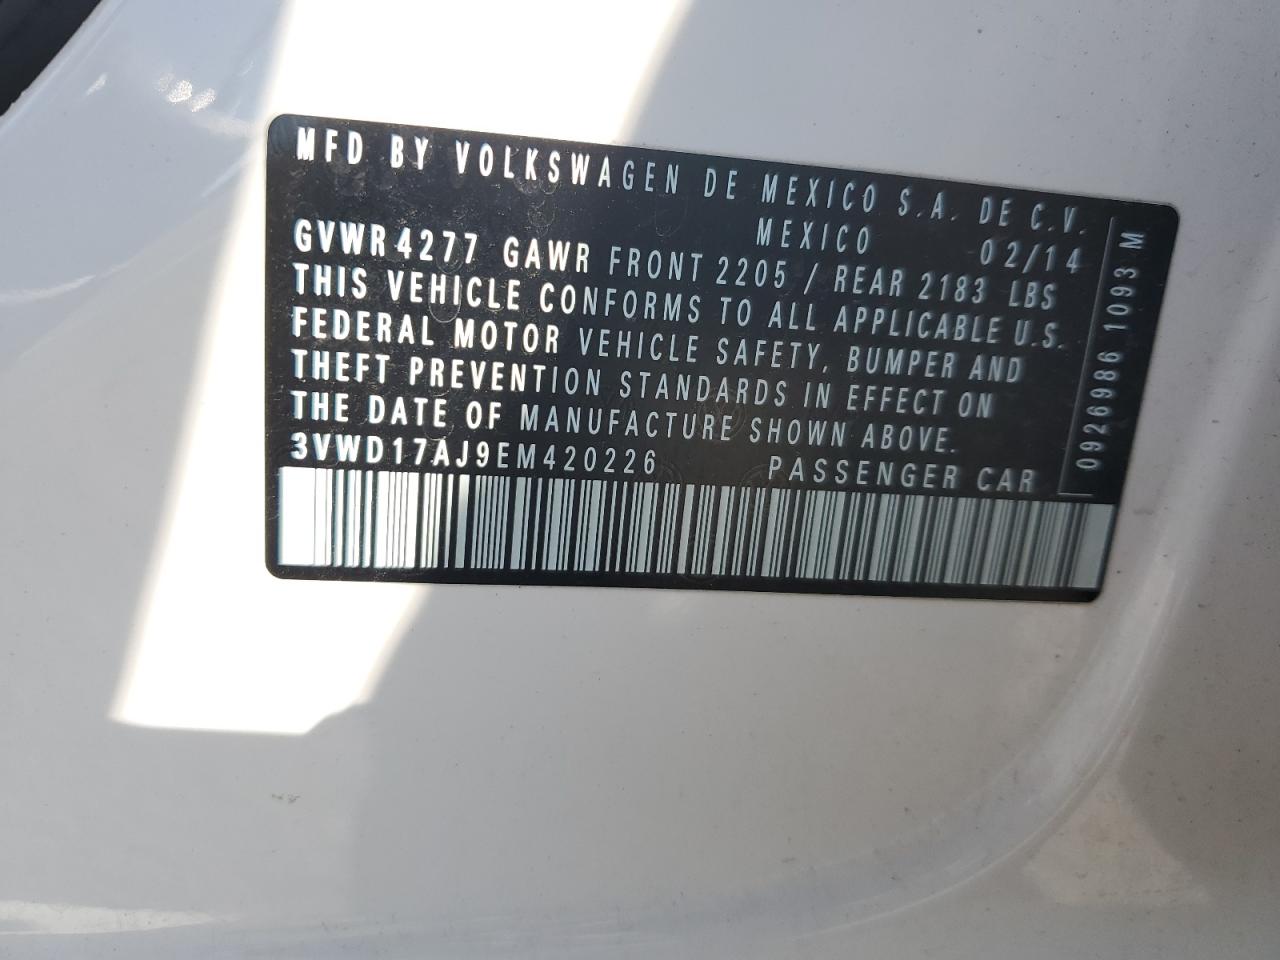 MFD BY VOLKSWAGEN DE MEXICO S.A. DE C.V.
MEXICO 02/14
GVWR 4277 GAWR FRONT 2205 / REAR 2183 LBS
THIS VEHICLE CONFORMS TO ALL APPLICABLE U.S.
FEDERAL MOTOR VEHICLE SAFETY, BUMPER AND
THEFT PREVENTION STANDARDS IN EFFECT ON
THE DATE OF MANUFACTURE SHOWN ABOVE.
3VWD17AJ9EM420226 PASSENGER CAR
0926986 1093 M